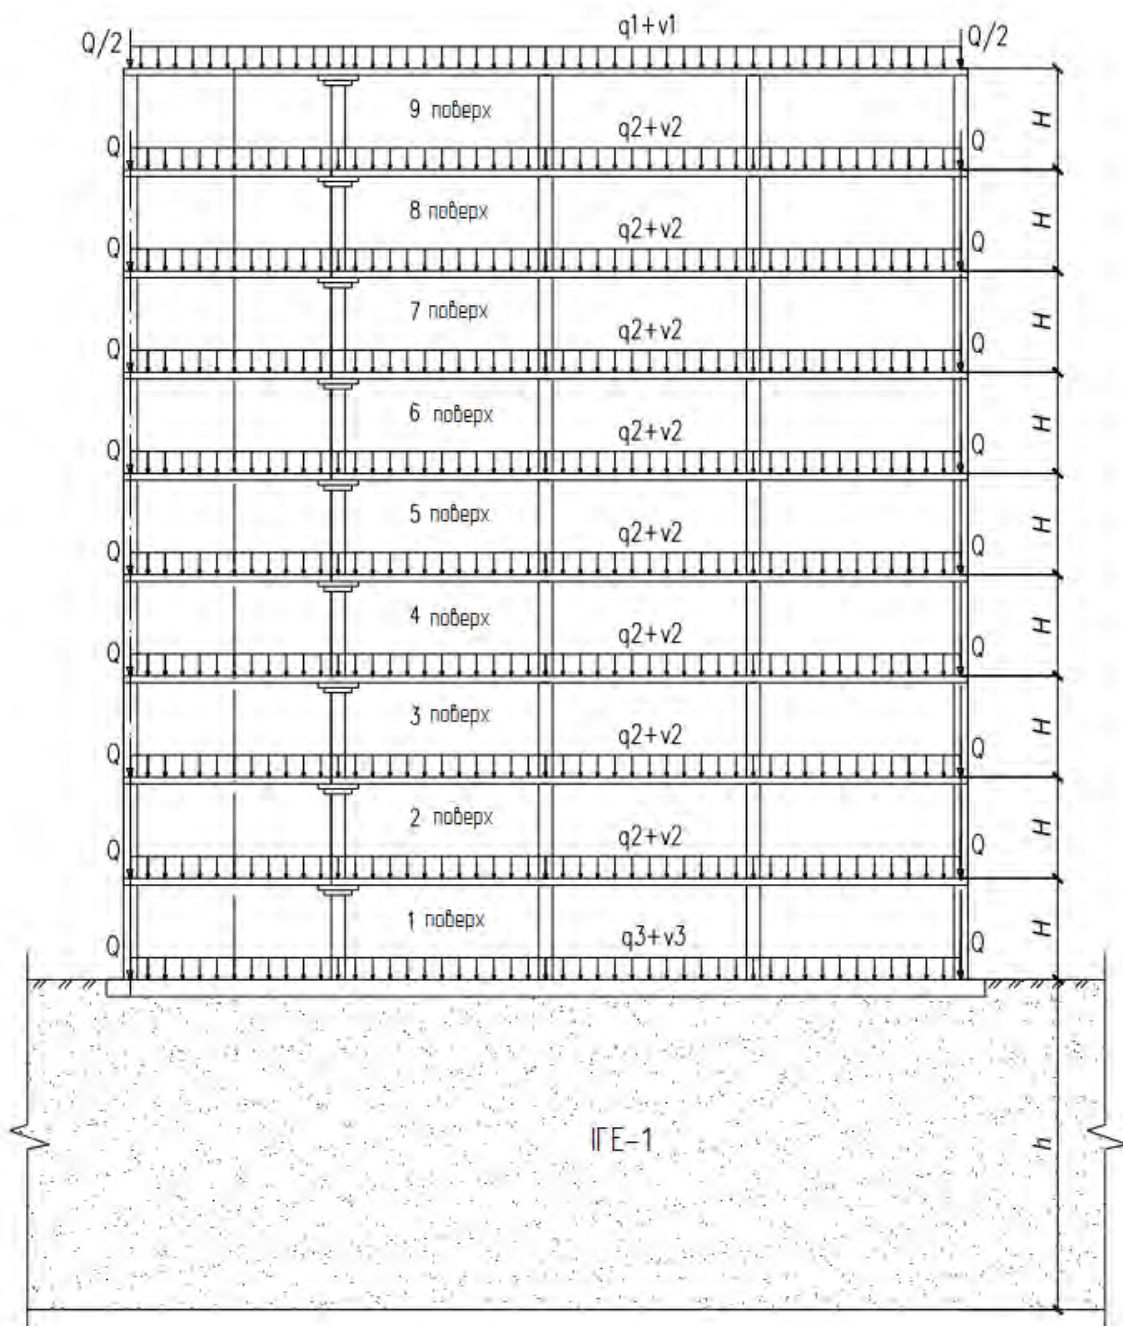 q1+v1
Q/2 Q/2
9 поверх H
q2+v2
Q Q
8 поверх H
q2+v2
Q Q
7 поверх H
q2+v2
Q Q
6 поверх H
q2+v2
Q Q
5 поверх H
q2+v2
Q Q
4 поверх H
q2+v2
Q Q
3 поверх H
q2+v2
Q Q
2 поверх H
q2+v2
Q Q
1 поверх H
q3+v3
Q Q
ІГЕ-1 h